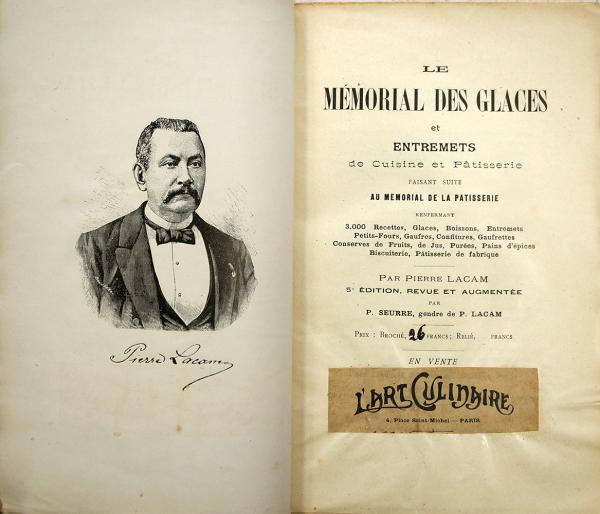 Pierre Lacam
LE
MÉMORIAL DES GLACES
et
ENTREMETS
de Cuisine et Pâtisserie
FAISANT SUITE
AU MEMORIAL DE LA PATISSERIE
RENFERMANT
3.000 Recettes, Glaces, Boissons, Entremets
Petits-Fours, Gaufres, Confitures, Gaufrettes
Conserves de Fruits, de Jus, Purées, Pains d'épices
Biscuiterie, Pâtisserie de fabrique
PAR PIERRE LACAM
5e ÉDITION, REVUE ET AUGMENTÉE
PAR
P. SEURRE, gendre de P. LACAM
PRIX : BROCHÉ, 26 FRANCS; RELIÉ, FRANCS
EN VENTE
L'ART CULINAIRE
4, Place Saint-Michel — PARIS